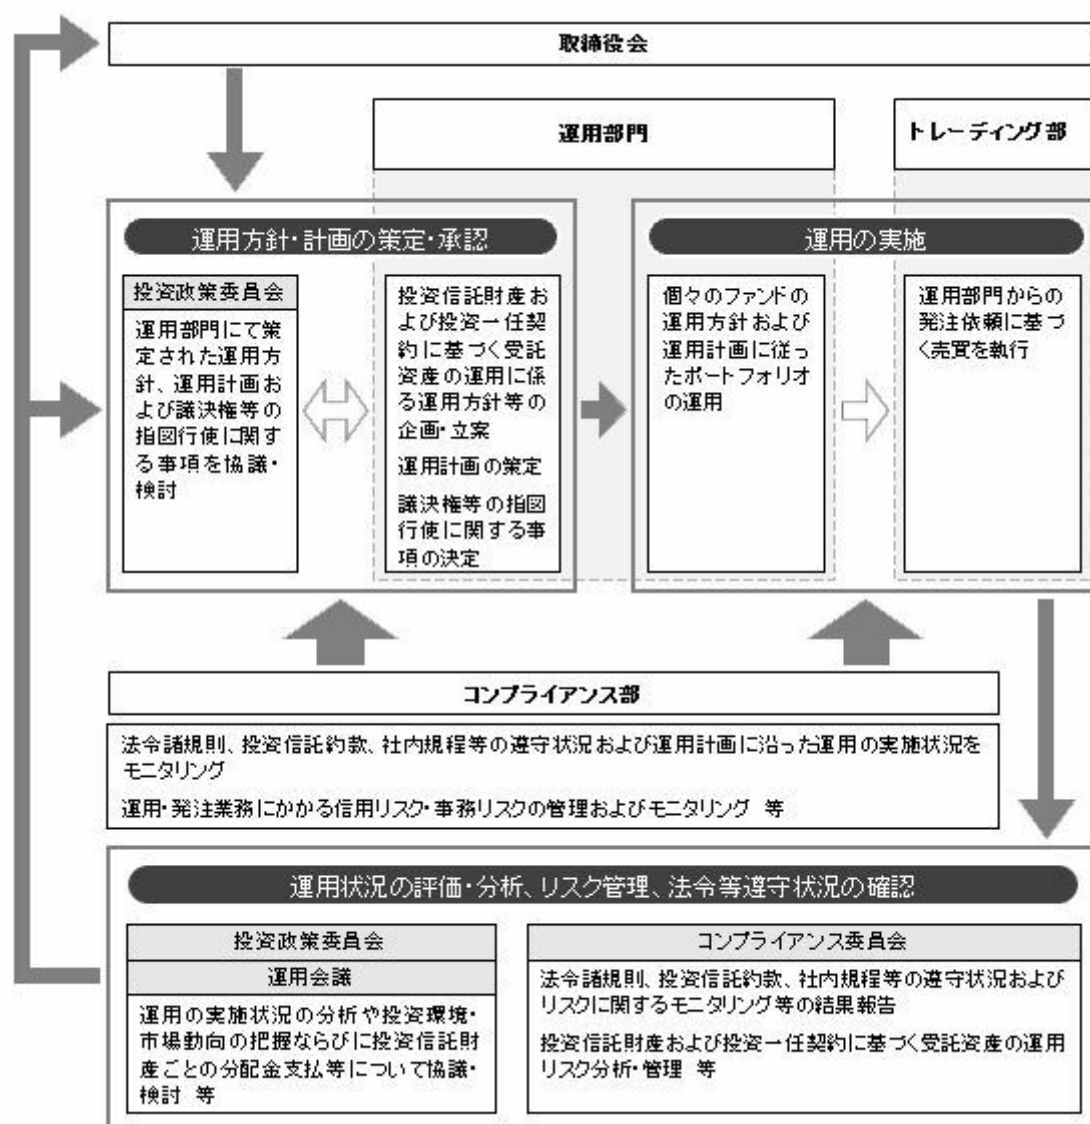 取締役会
運用部門
トレーディング部
運用方針・計画の策定・承認
投資政策委員会
運用部門にて策
定された運用方
針、運用計画お
よび議決権等の
指図行使に関す
る事項を協議・
検討
投資信託財産お
よび投資一任契
約に基づく受託
資産の運用に係
る運用方針等の
企画・立案
運用計画の策定
議決権等の指図
行使に関する事
項の決定
運用の実施
個々のファンドの
運用方針および
運用計画に従っ
たポートフォリオ
の運用
運用部門からの
発注依頼に基づ
く売買を執行
コンプライアンス部
法令諸規則、投資信託約款、社内規程等の遵守状況および運用計画に沿った運用の実施状況を
モニタリング
運用・発注業務にかかる信用リスク・事務リスクの管理およびモニタリング 等
運用状況の評価・分析、リスク管理、法令等遵守状況の確認
投資政策委員会
運用会議
運用の実施状況の分析や投資環境・
市場動向の把握ならびに投資信託財
産ごとの分配金支払等について協議・
検討 等
コンプライアンス委員会
法令諸規則、投資信託約款、社内規程等の遵守状況および
リスクに関するモニタリング等の結果報告
投資信託財産および投資一任契約に基づく受託資産の運用
リスク分析・管理 等